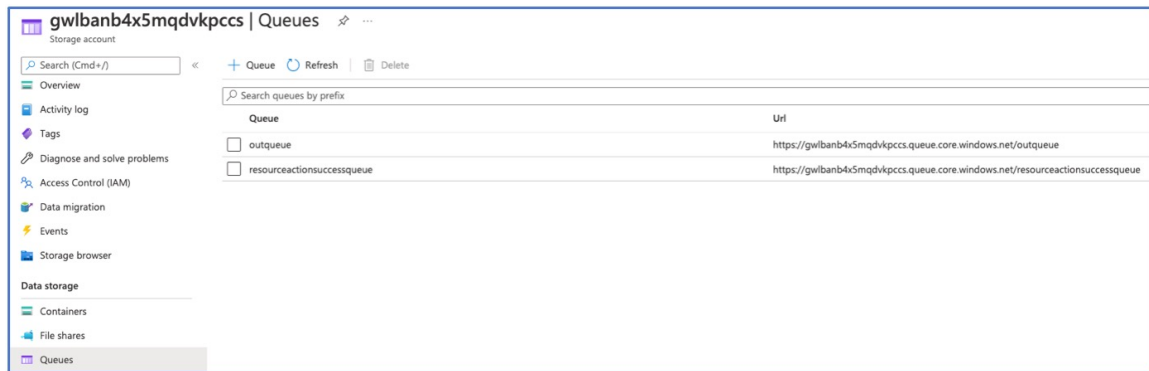 gwlbanb4x5mqdvkpccs | Queues
Storage account
Search (Cmd+/)
Overview
Activity log
Tags
Diagnose and solve problems
Access Control (IAM)
Data migration
Events
Storage browser
Data storage
Containers
File shares
Queues
Queue Refresh Delete
Search queues by prefix
Queue Url
outqueue https://gwlbanb4x5mqdvkpccs.queue.core.windows.net/outqueue
resourceactionsuccessqueue https://gwlbanb4x5mqdvkpccs.queue.core.windows.net/resourceactionsuccessqueue